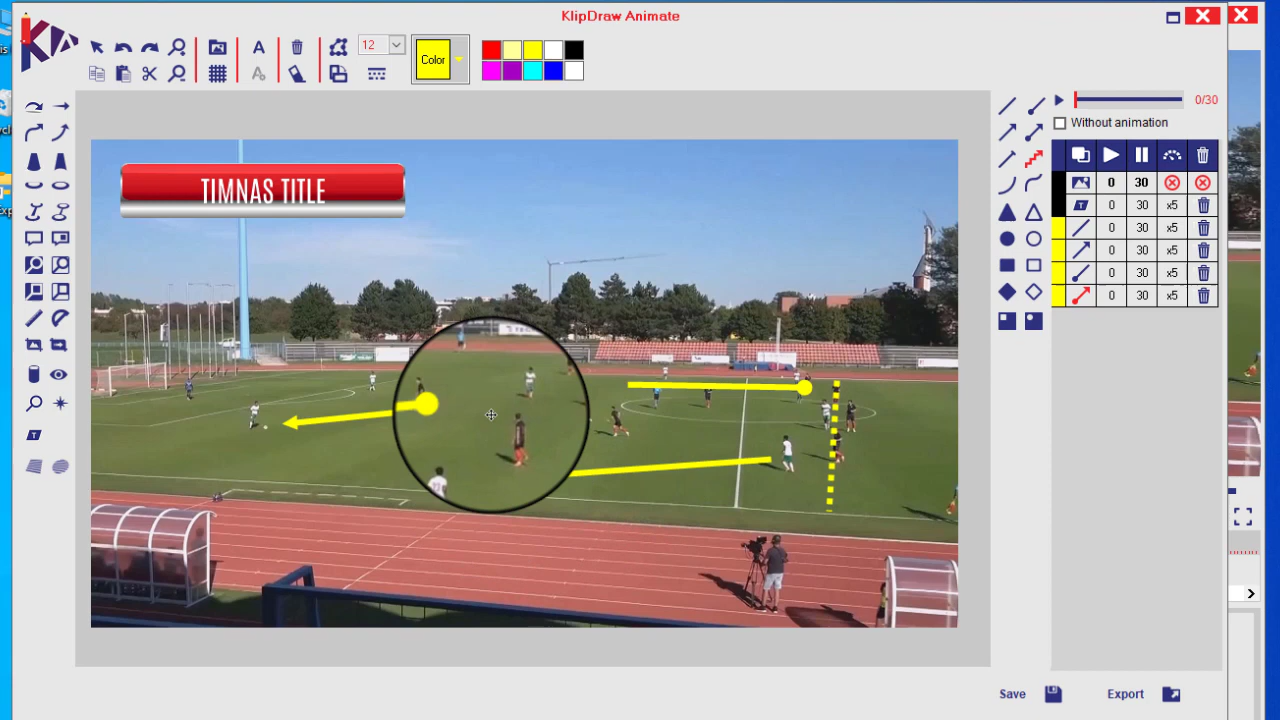 KlipDraw Animate
12
Color
A
A
0/30
Without animation
0 30
T 0 30 x5
0 30 x5
0 30 x5
0 30 x5
0 30 x5
TIMNAS TITLE
T
Save
Export